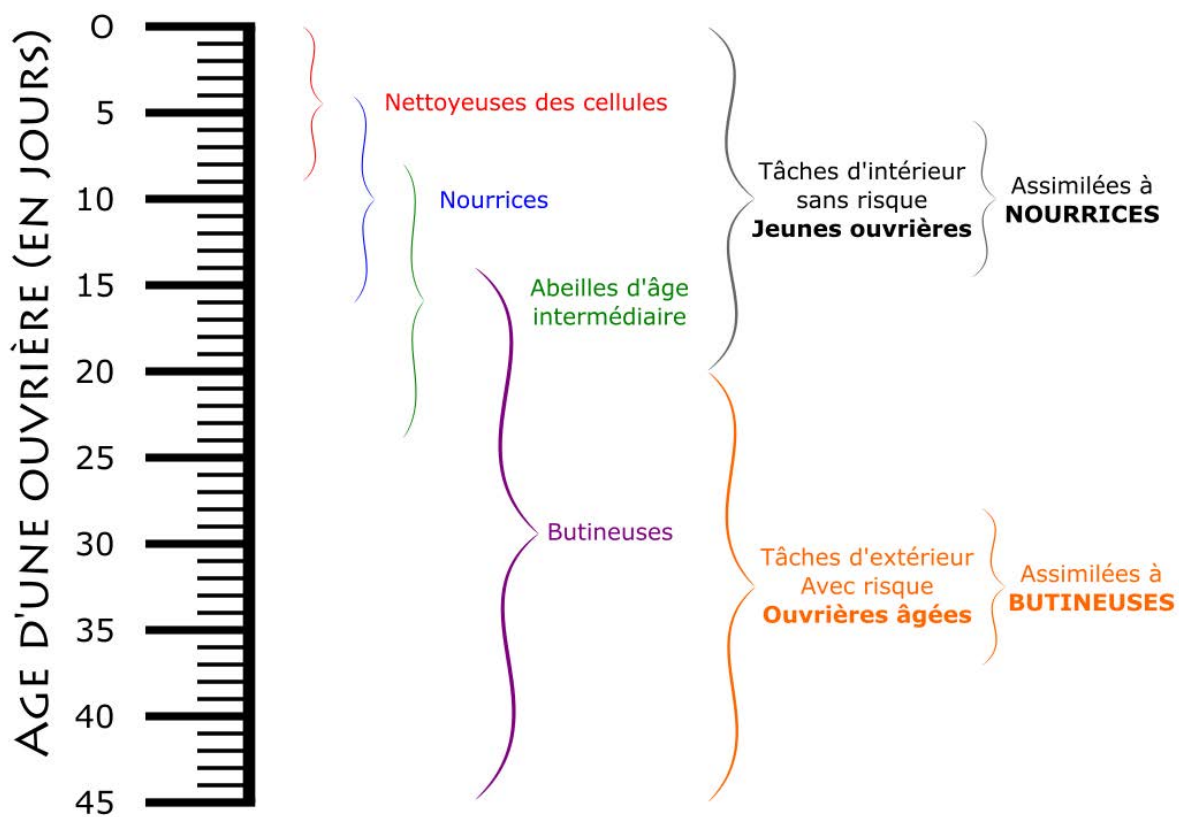 AGE D'UNE OUVRIÈRE (EN JOURS)
0
5
10
15
20
25
30
35
40
45
Nettoyeuses des cellules
Nourrices
Abeilles d'âge
intermédiaire
Butineuses
Tâches d'intérieur
sans risque
Jeunes ouvrières
Assimilées à
NOURRICES
Tâches d'extérieur
Avec risque
Ouvrières âgées
Assimilées à
BUTINEUSES